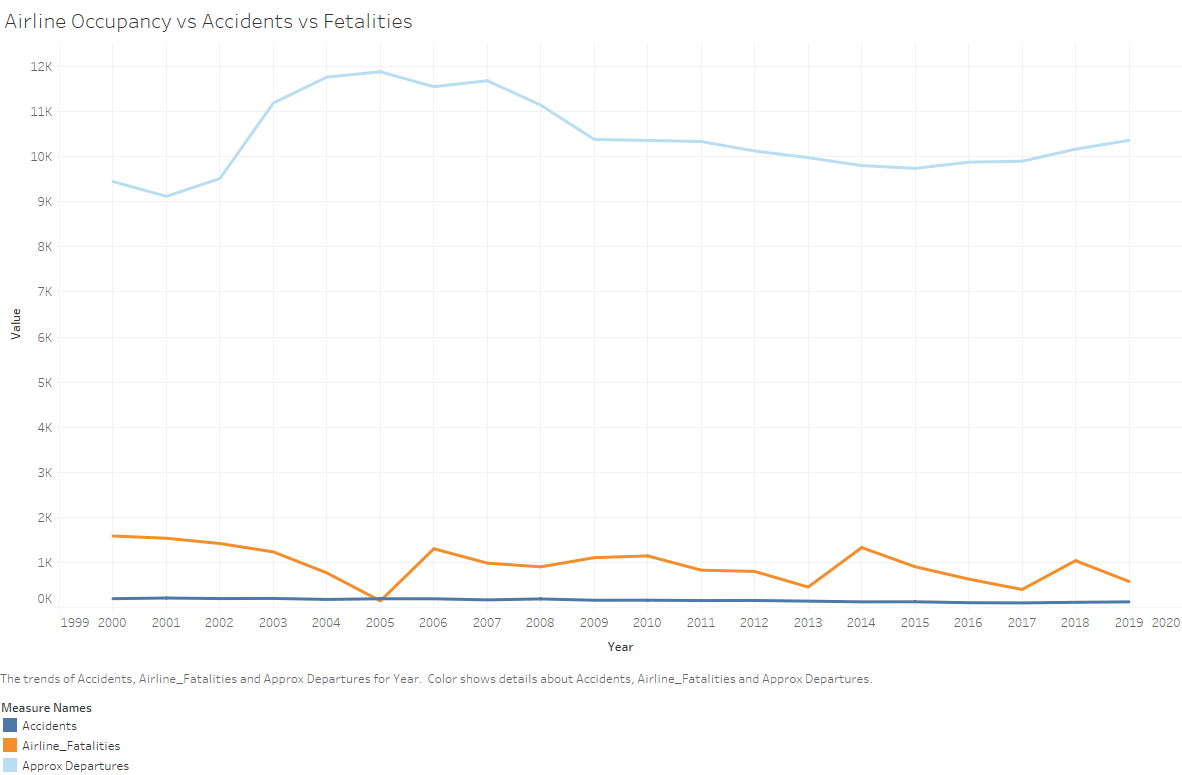 Airline Occupancy vs Accidents vs Fetalities
12K
11K
10K
9K
8K
7K
6K
5K
4K
3K
2K
1K
0K
Value
1999 2000 2001 2002 2003 2004 2005 2006 2007 2008 2009 2010 2011 2012 2013 2014 2015 2016 2017 2018 2019 2020
Year
The trends of Accidents, Airline_Fatalities and Approx Departures for Year. Color shows details about Accidents, Airline_Fatalities and Approx Departures.
Measure Names
Accidents
Airline_Fatalities
Approx Departures